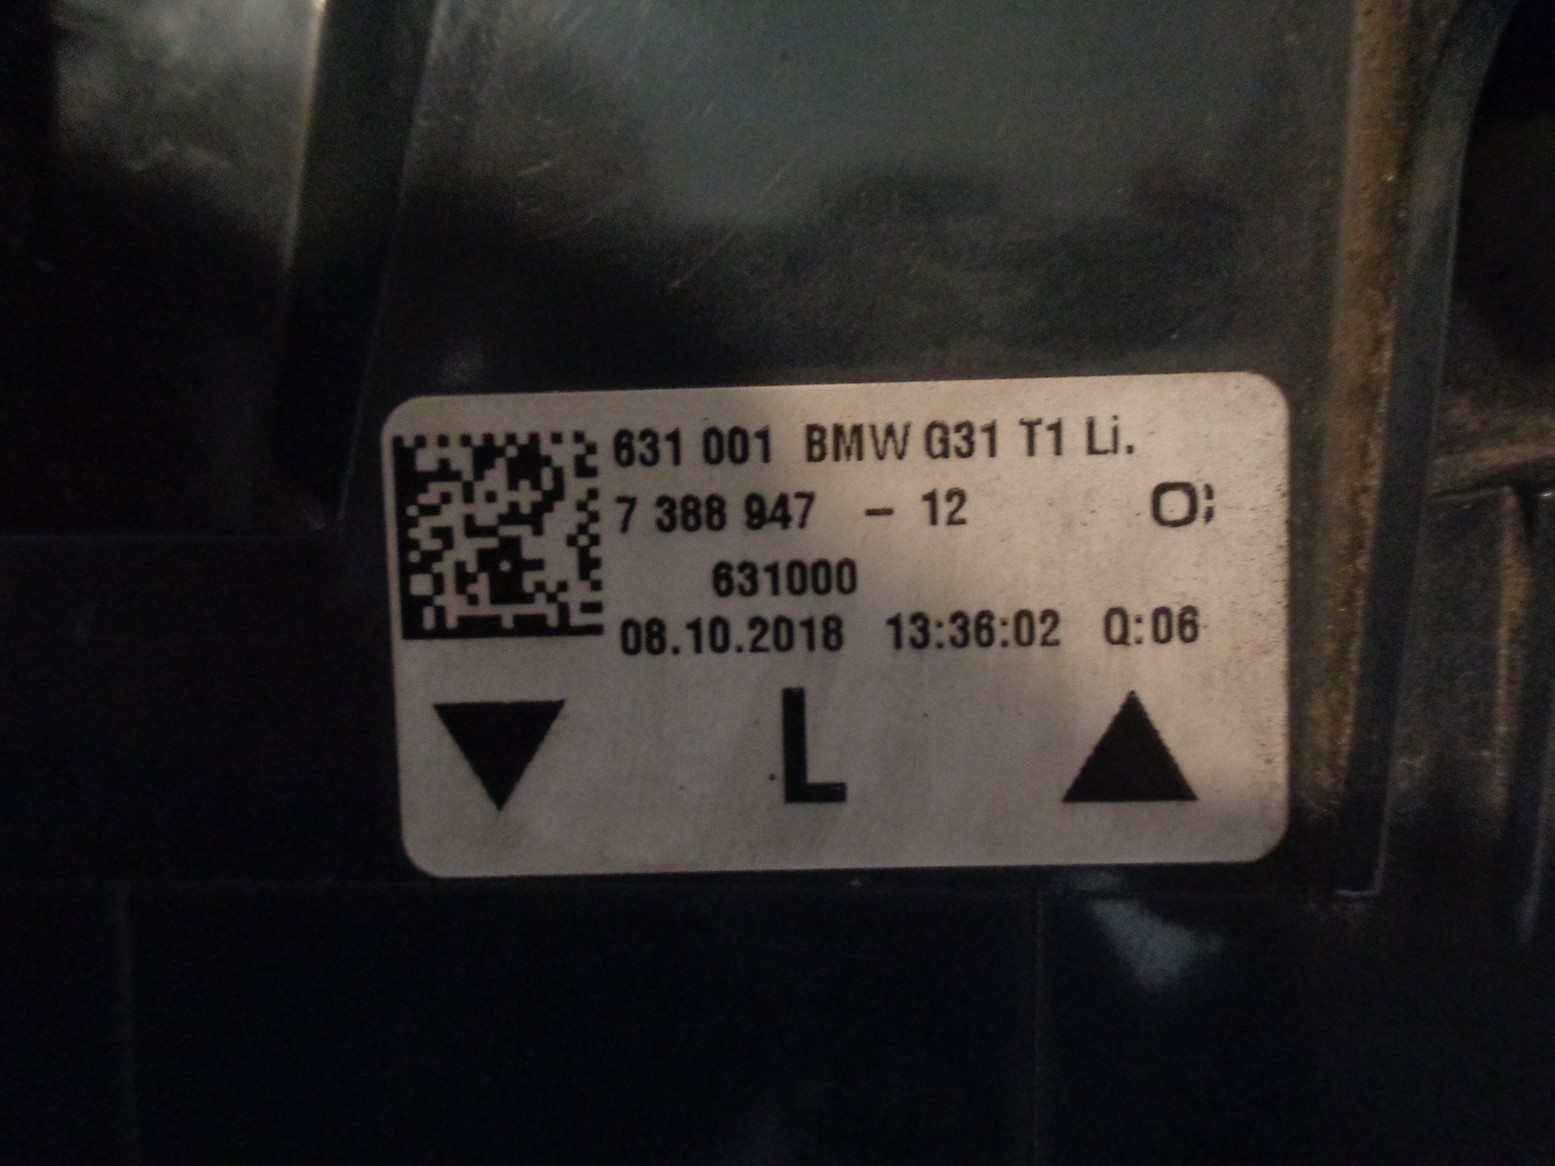 631 001 BMW G31 T1 Li.
7 388 947 - 12 O;
631000
08.10.2018 13:36:02 Q:06
L